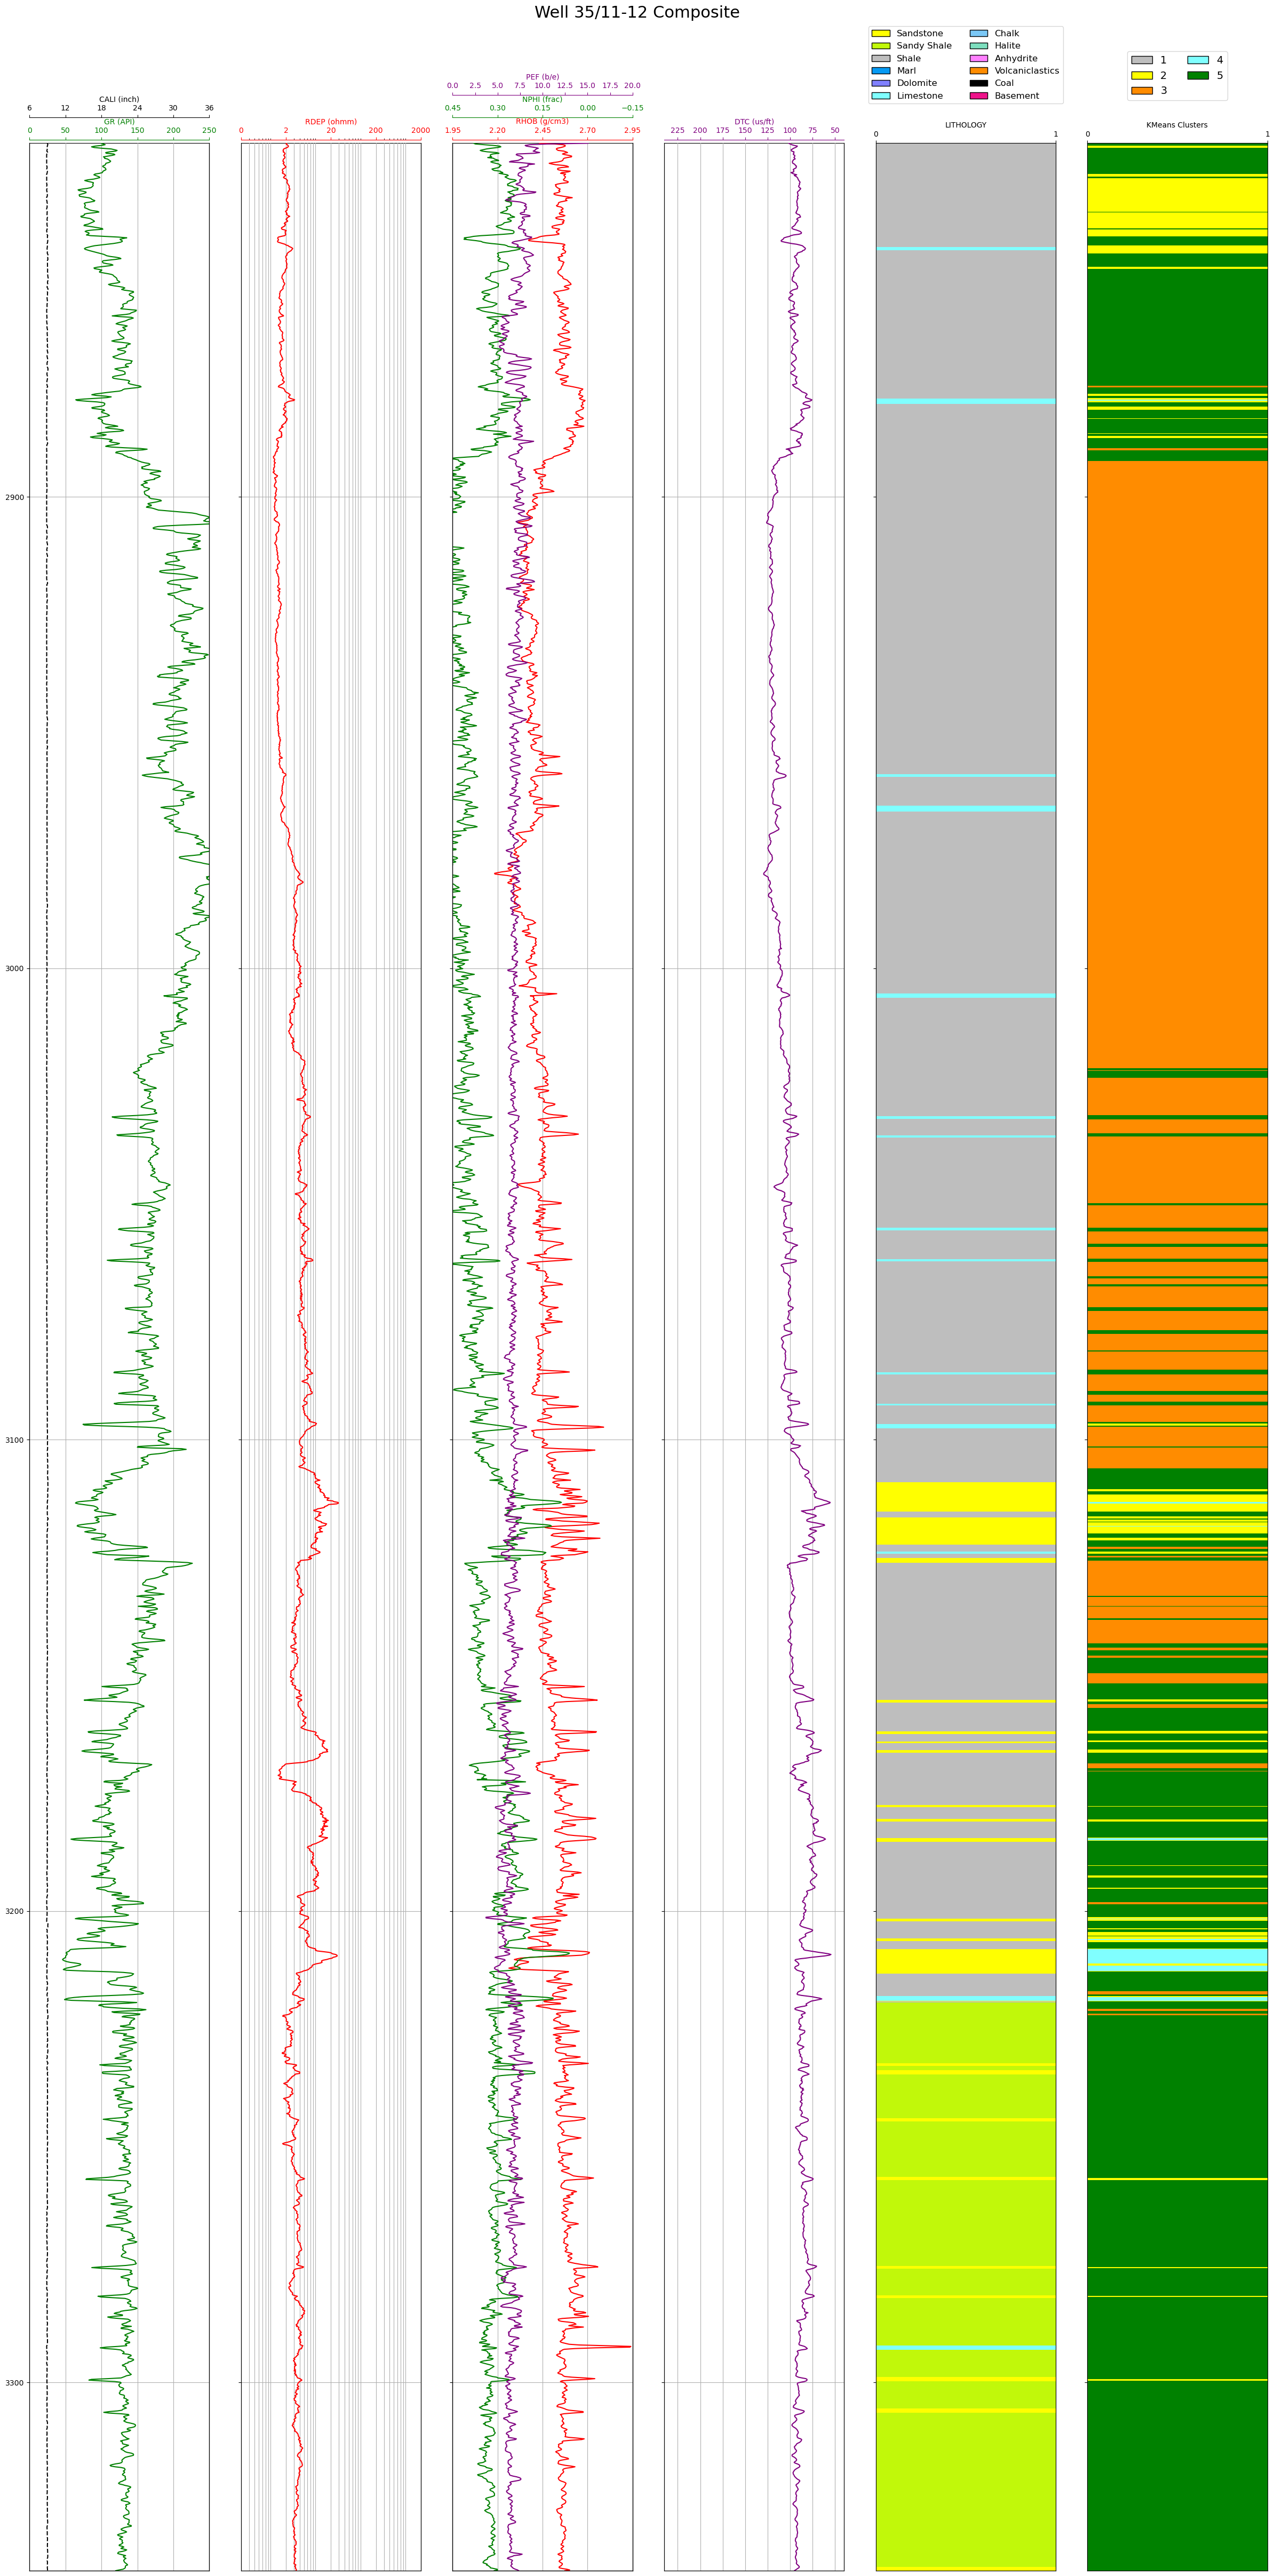 Well 35/11-12 Composite
Sandstone Chalk
Sandy Shale Halite
Shale Anhydrite
Marl Volcaniclastics
Dolomite Coal
Limestone Basement
1 4
2 5
3
PEF (b/e)
0.0 2.5 5.0 7.5 10.0 12.5 15.0 17.5 20.0
CALI (inch)
6 12 18 24 30 36
NPHI (frac)
0.45 0.30 0.15 0.00 −0.15
GR (API)
0 50 100 150 200 250
RDEP (ohmm)
0 2 20 200 2000
RHOB (g/cm3)
1.95 2.20 2.45 2.70 2.95
DTC (us/ft)
225 200 175 150 125 100 75 50
LITHOLOGY
0 1
KMeans Clusters
0 1
2900
3000
3100
3200
3300